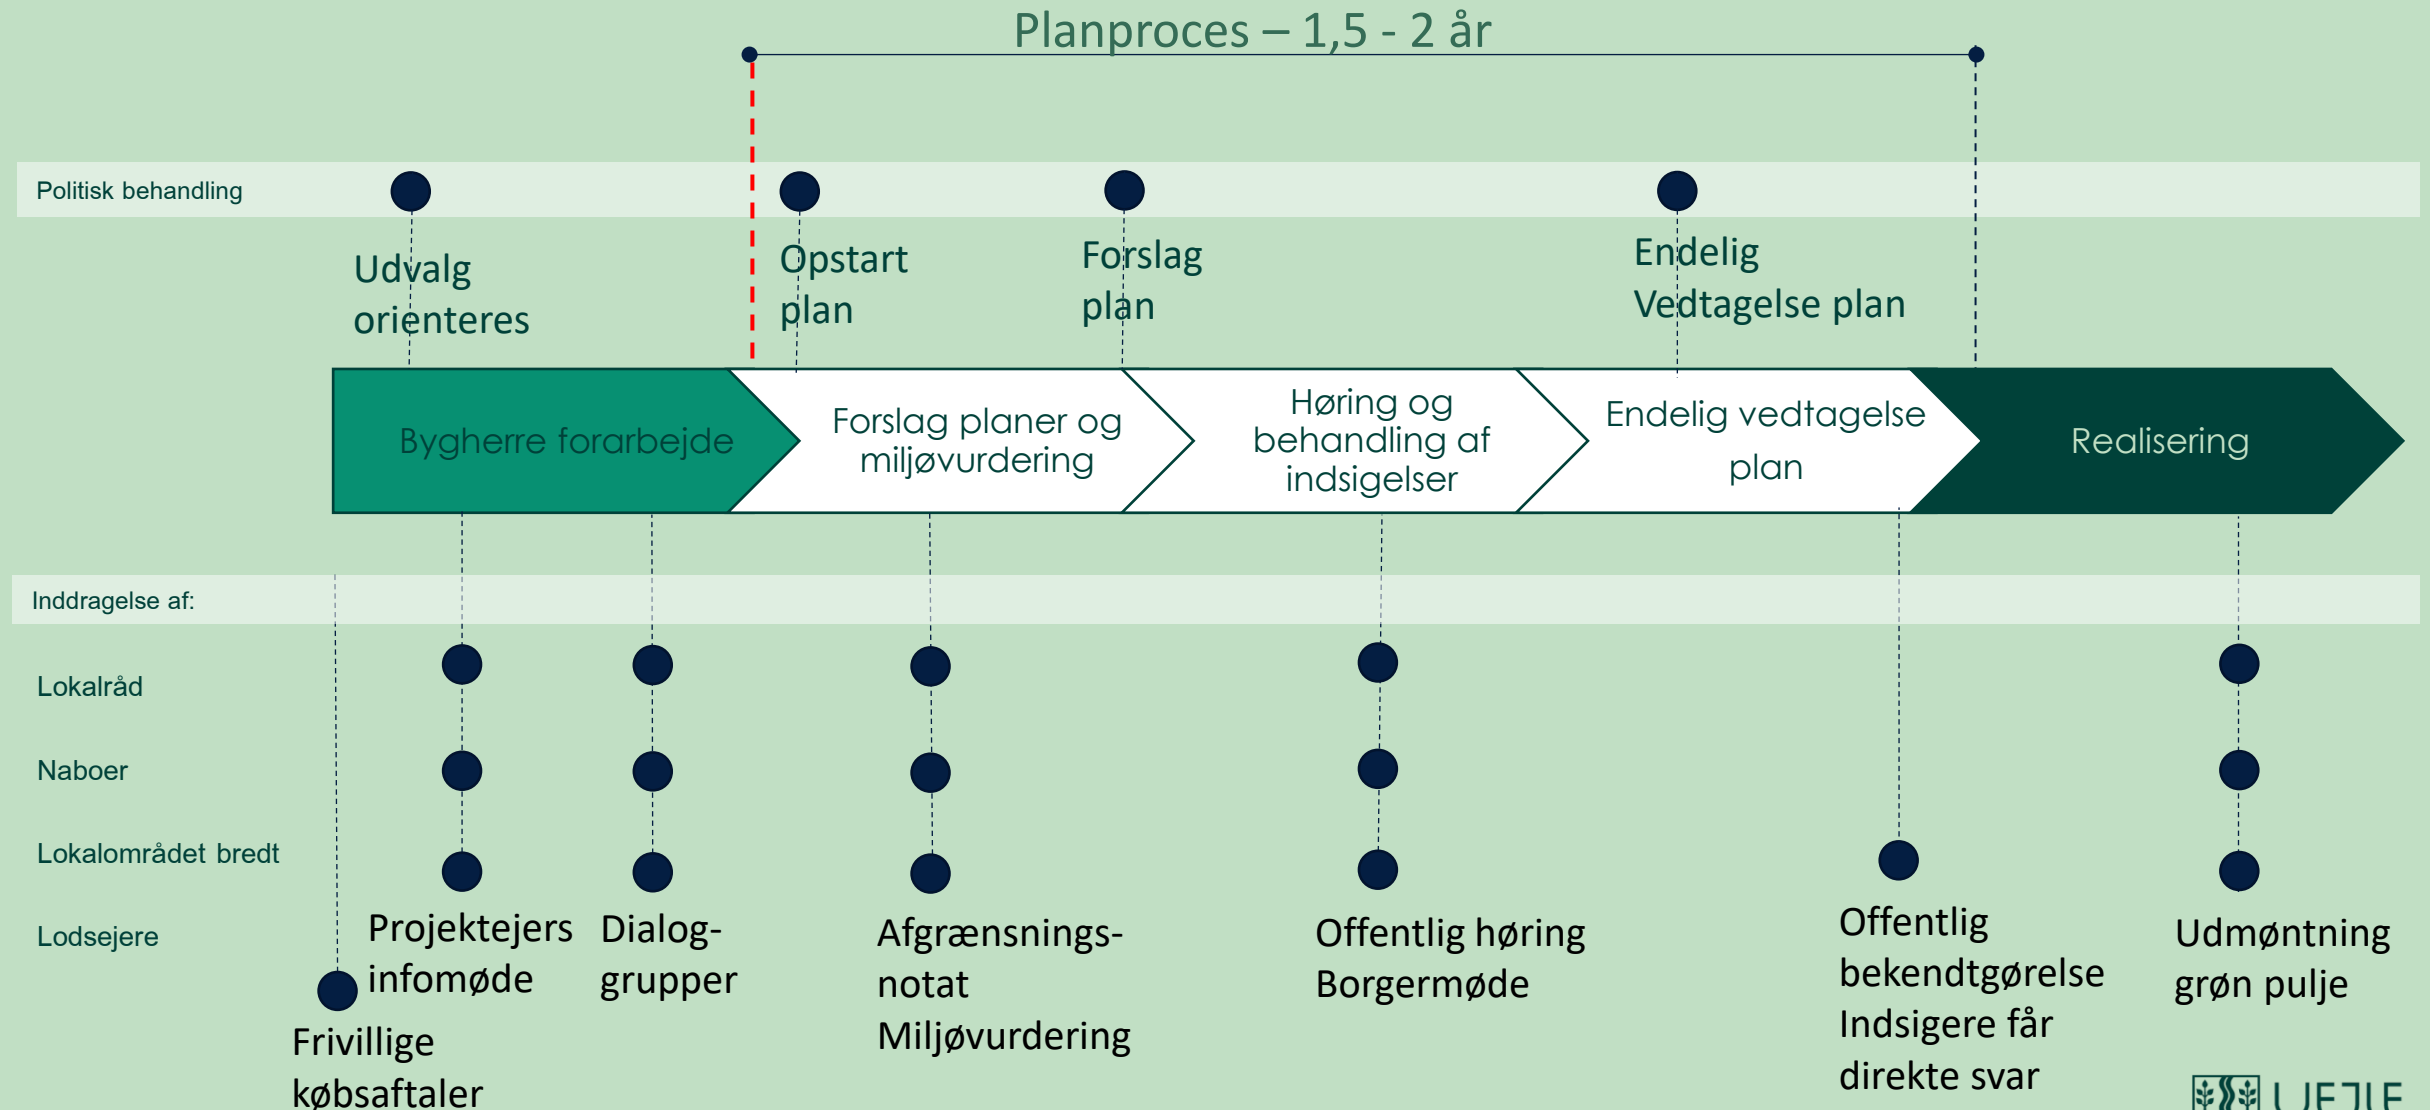 Planproces – 1,5 - 2 år
Politisk behandling
Udvalg
orienteres
Opstart
plan
Forslag
plan
Endelig
Vedtagelse plan
Bygherre forarbejde
Forslag planer og
miljøvurdering
Høring og
behandling af
indsigelser
Endelig vedtagelse
plan
Realisering
Inddragelse af:
Lokalråd
Naboer
Lokalområdet bredt
Lodsejere
Frivillige
købsaftaler
Projektejers
infomøde
Dialog-
grupper
Afgrænsnings-
notat
Miljøvurdering
Offentlig høring
Borgermøde
Offentlig
bekendtgørelse
Indsigere får
direkte svar
Udmøntning
grøn pulje
VEJLE